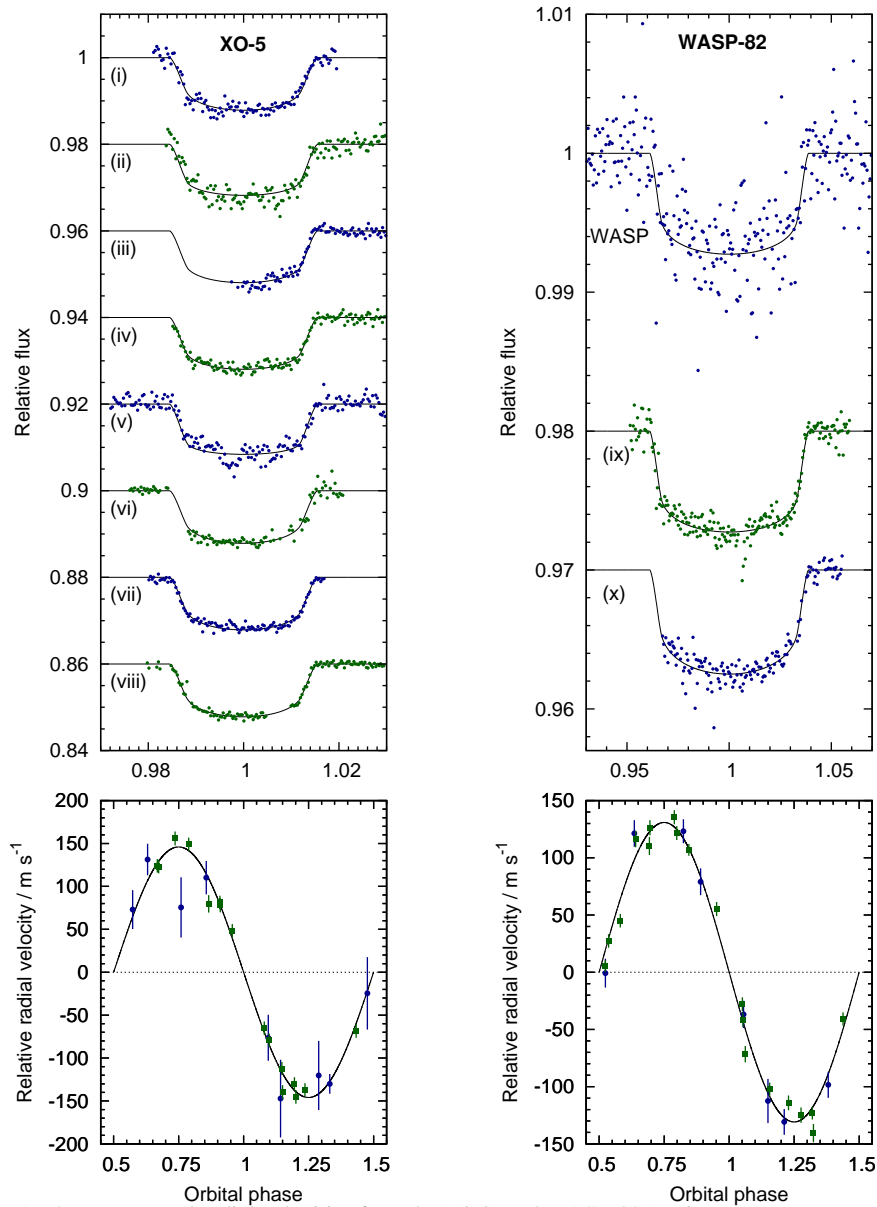 XO-5
1
0.98
0.96
0.94
0.92
0.9
0.88
0.86
0.84
Relative flux
(i)
(ii)
(iii)
(iv)
(v)
(vi)
(vii)
(viii)
0.98 1 1.02
WASP-82
1.01
1
0.99
0.98
0.97
0.96
Relative flux
WASP
(ix)
(x)
0.95 1 1.05
200
150
100
50
0
-50
-100
-150
-200
Relative radial velocity / m s⁻¹
0.5 0.75 1 1.25 1.5
Orbital phase
150
100
50
0
-50
-100
-150
Relative radial velocity / m s⁻¹
0.5 0.75 1 1.25 1.5
Orbital phase